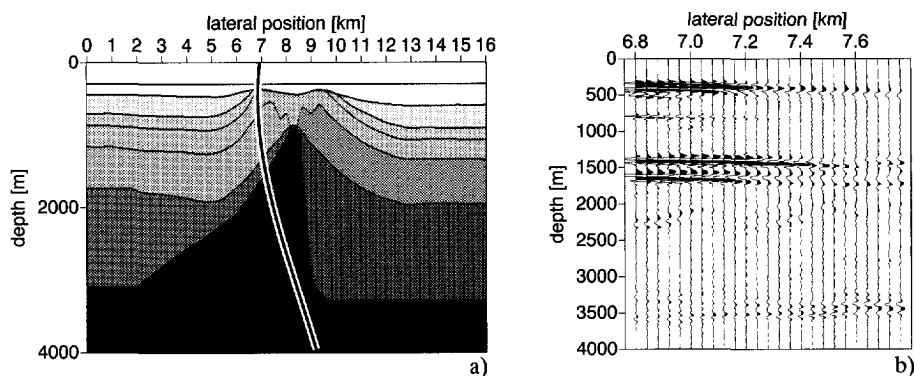 lateral position [km]
0 1 2 3 4 5 6 7 8 9 10 11 12 13 14 15 16
0
2000
4000
depth [m]
a)
lateral position [km]
6.8 7.0 7.2 7.4 7.6
0
500
1000
1500
2000
2500
3000
3500
4000
depth [m]
b)